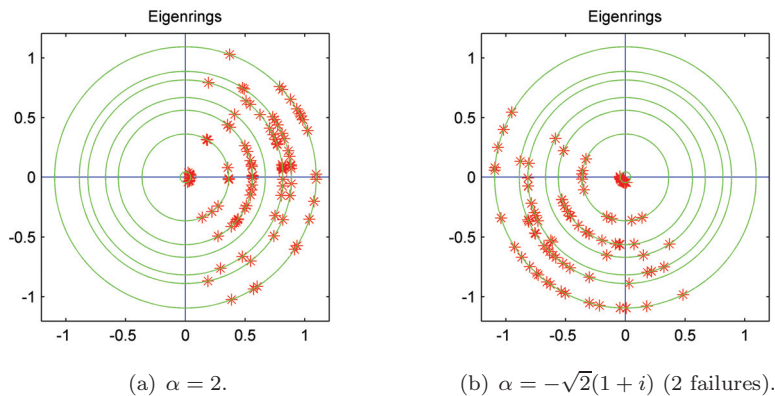 Eigenrings
1
0.5
0
-0.5
-1
-1 -0.5 0 0.5 1
(a) α = 2.
Eigenrings
1
0.5
0
-0.5
-1
-1 -0.5 0 0.5 1
(b) α = −√2(1 + i) (2 failures).